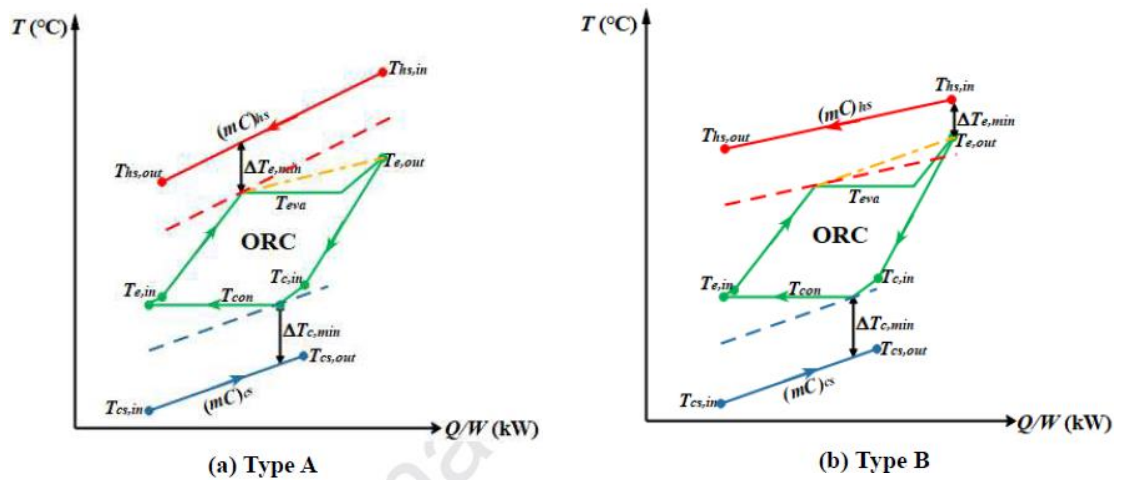 T (°C)
Ths,in
(mC)hs
Ths,out
ΔTe,min
Te,out
Teva
ORC
Te,in
Tc,in
Tcon
ΔTc,min
Tcs,out
Tcs,in
(mC)cs
Q/W (kW)
(a) Type A
T (°C)
Ths,in
(mC)hs
Ths,out
ΔTe,min
Te,out
Teva
ORC
Te,in
Tc,in
Tcon
ΔTc,min
Tcs,out
Tcs,in
(mC)cs
Q/W (kW)
(b) Type B